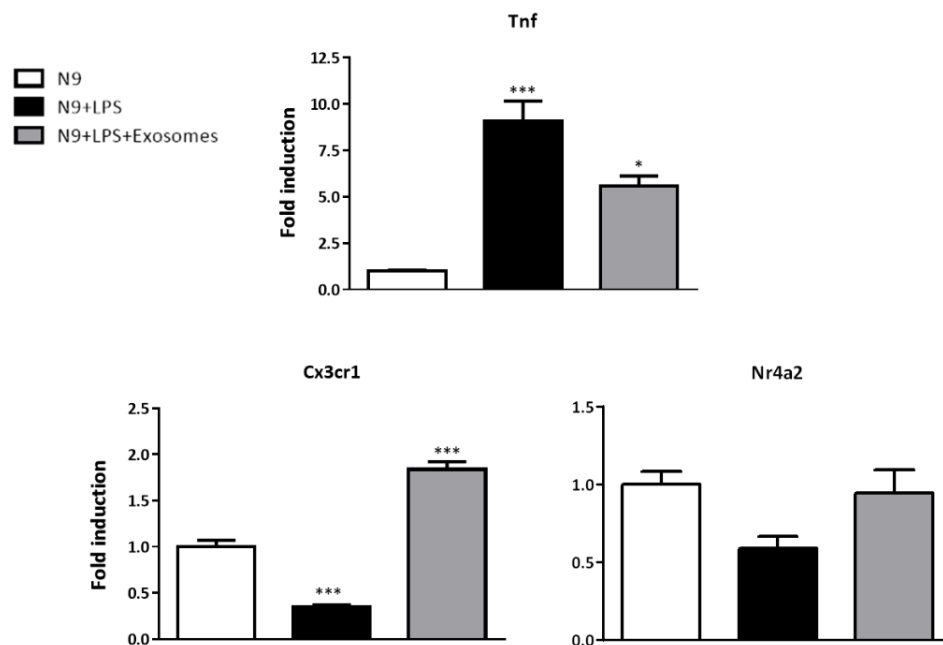 Tnf
N9
N9+LPS
N9+LPS+Exosomes
Fold induction
12.5
10.0
7.5
5.0
2.5
0.0
***
*
Cx3cr1
Fold induction
2.5
2.0
1.5
1.0
0.5
0.0
***
***
Nr4a2
1.5
1.0
0.5
0.0